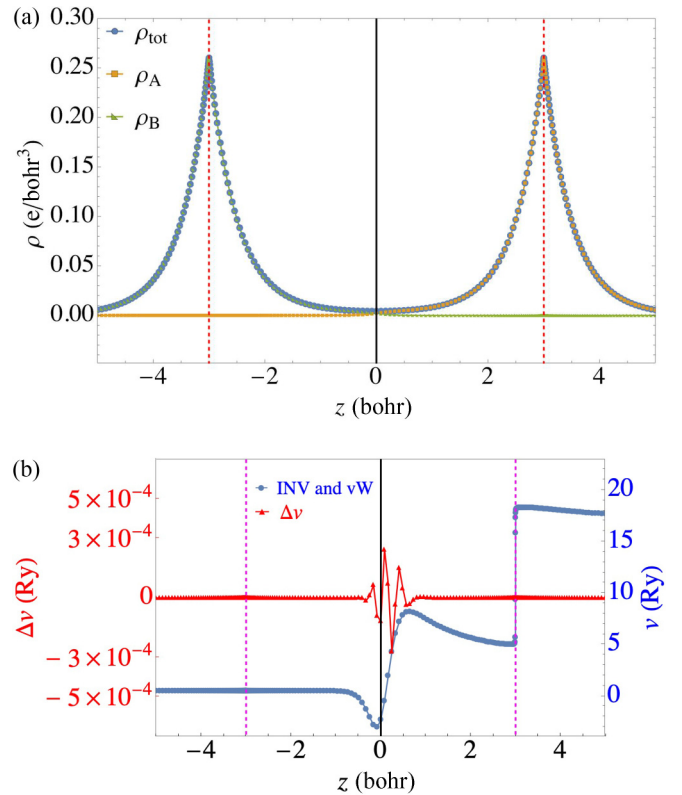 (a)
0.30
0.25
0.20
0.15
0.10
0.05
0.00
ρ (e/bohr³)
ρtot
ρA
ρB
−4 −2 0 2 4
z (bohr)
(b)
5×10⁻⁴
3×10⁻⁴
0
−3×10⁻⁴
−5×10⁻⁴
Δv (Ry)
INV and vW
Δv
20
15
10
5
0
v (Ry)
−4 −2 0 2 4
z (bohr)